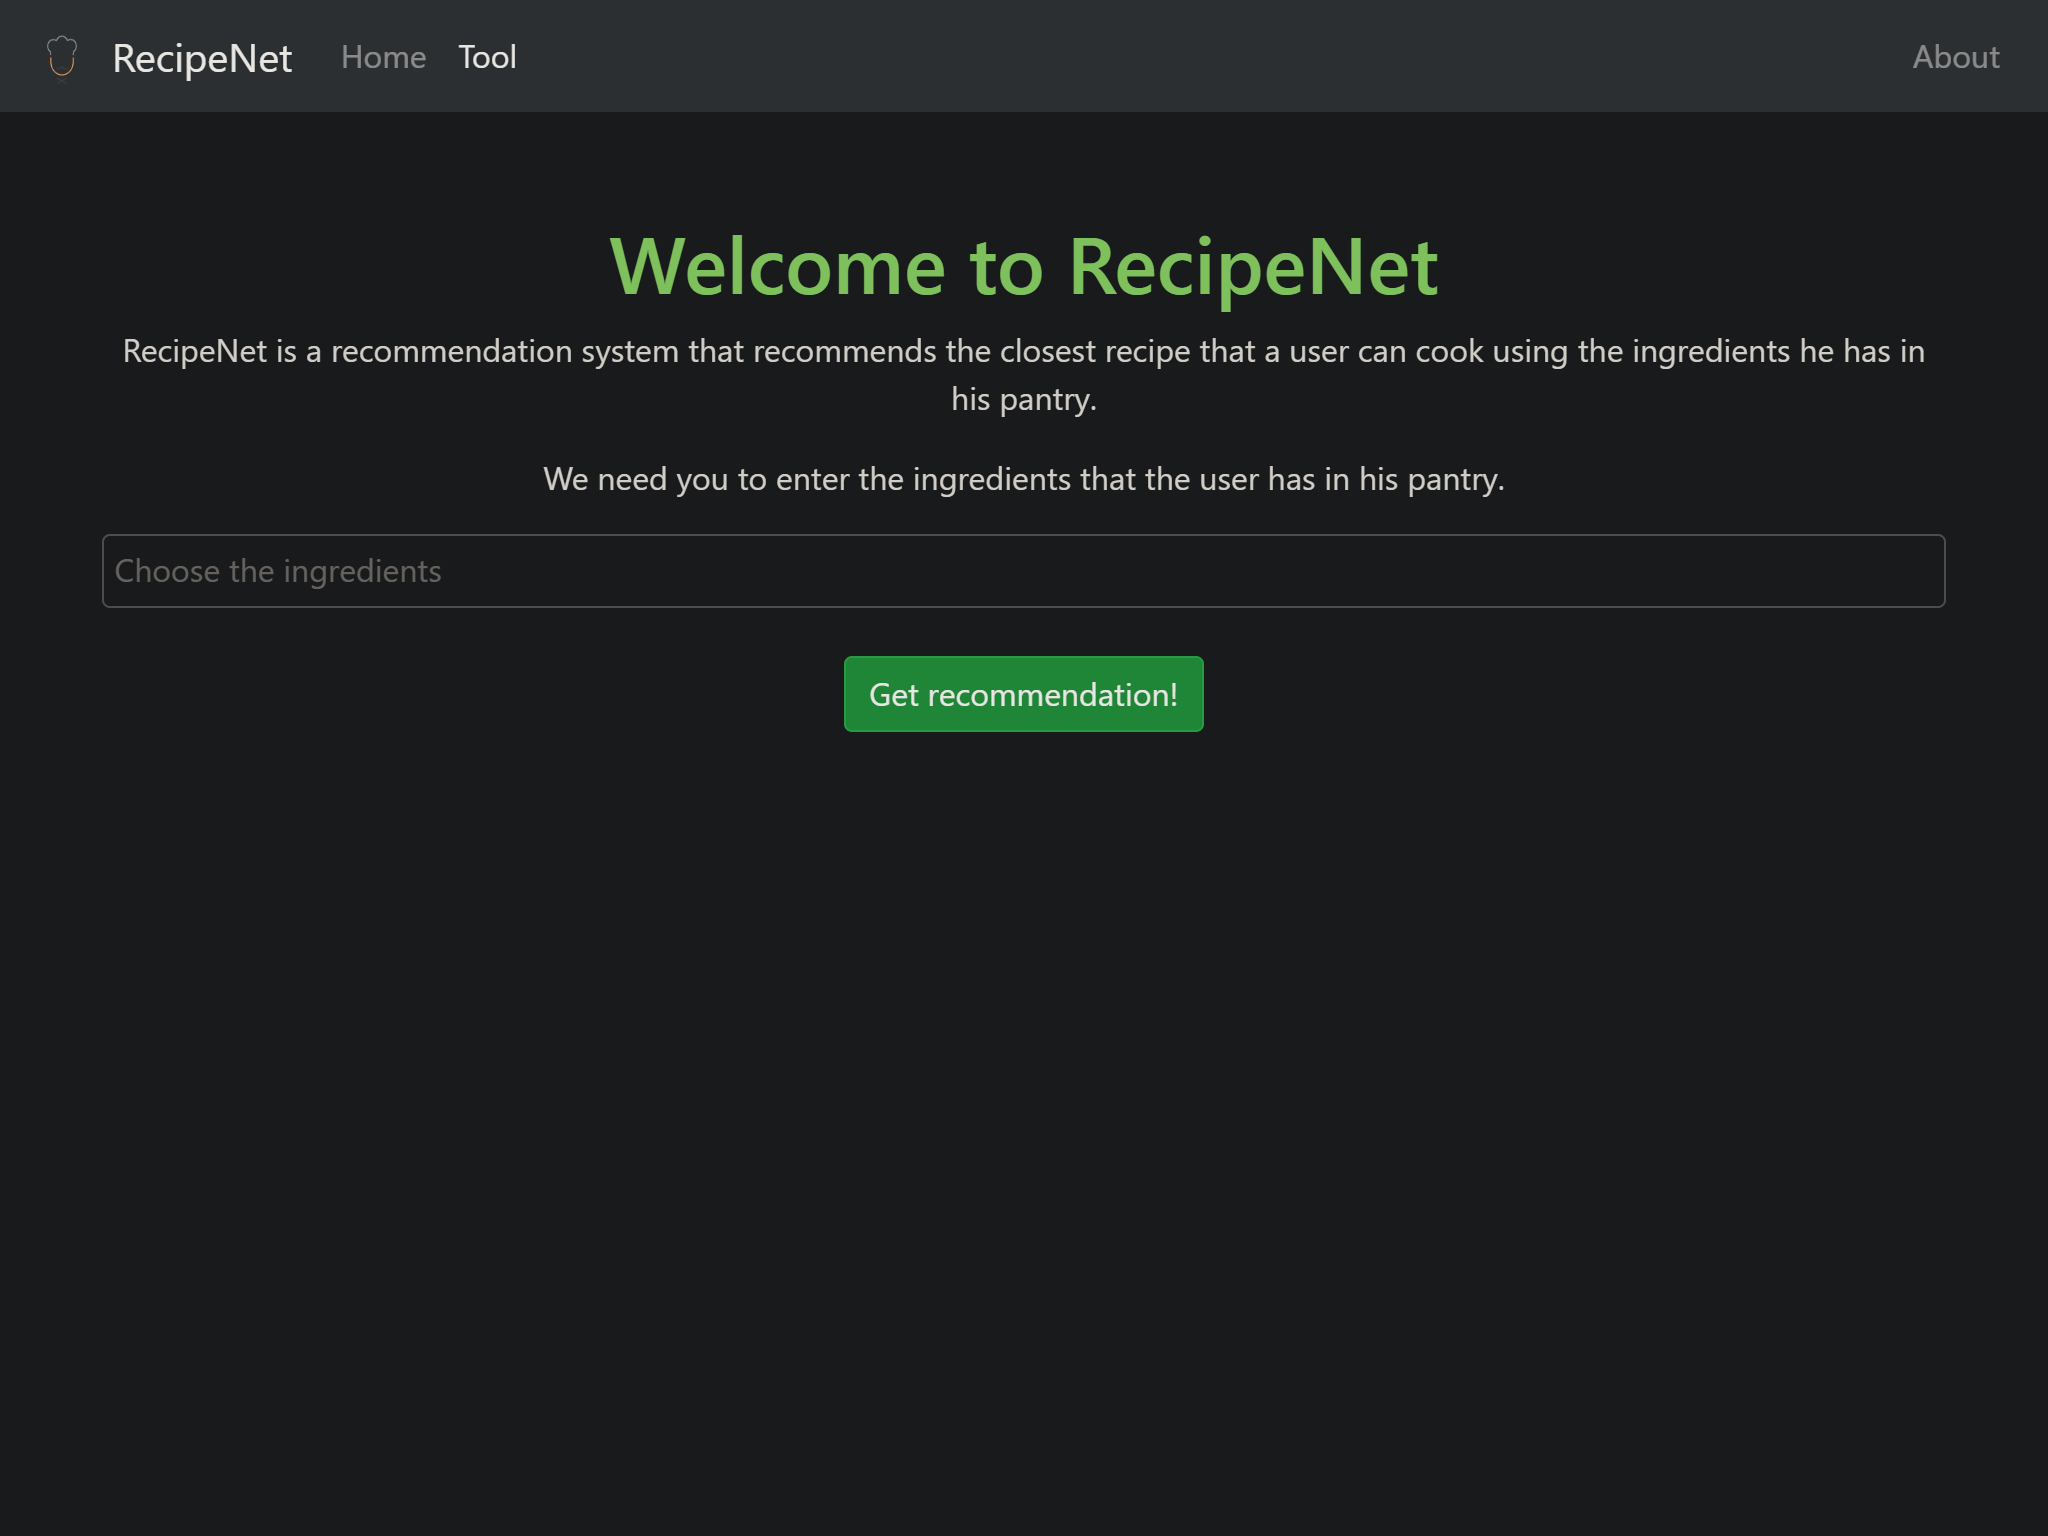 RecipeNet Home Tool About
Welcome to RecipeNet
RecipeNet is a recommendation system that recommends the closest recipe that a user can cook using the ingredients he has in
his pantry.
We need you to enter the ingredients that the user has in his pantry.
Choose the ingredients
Get recommendation!